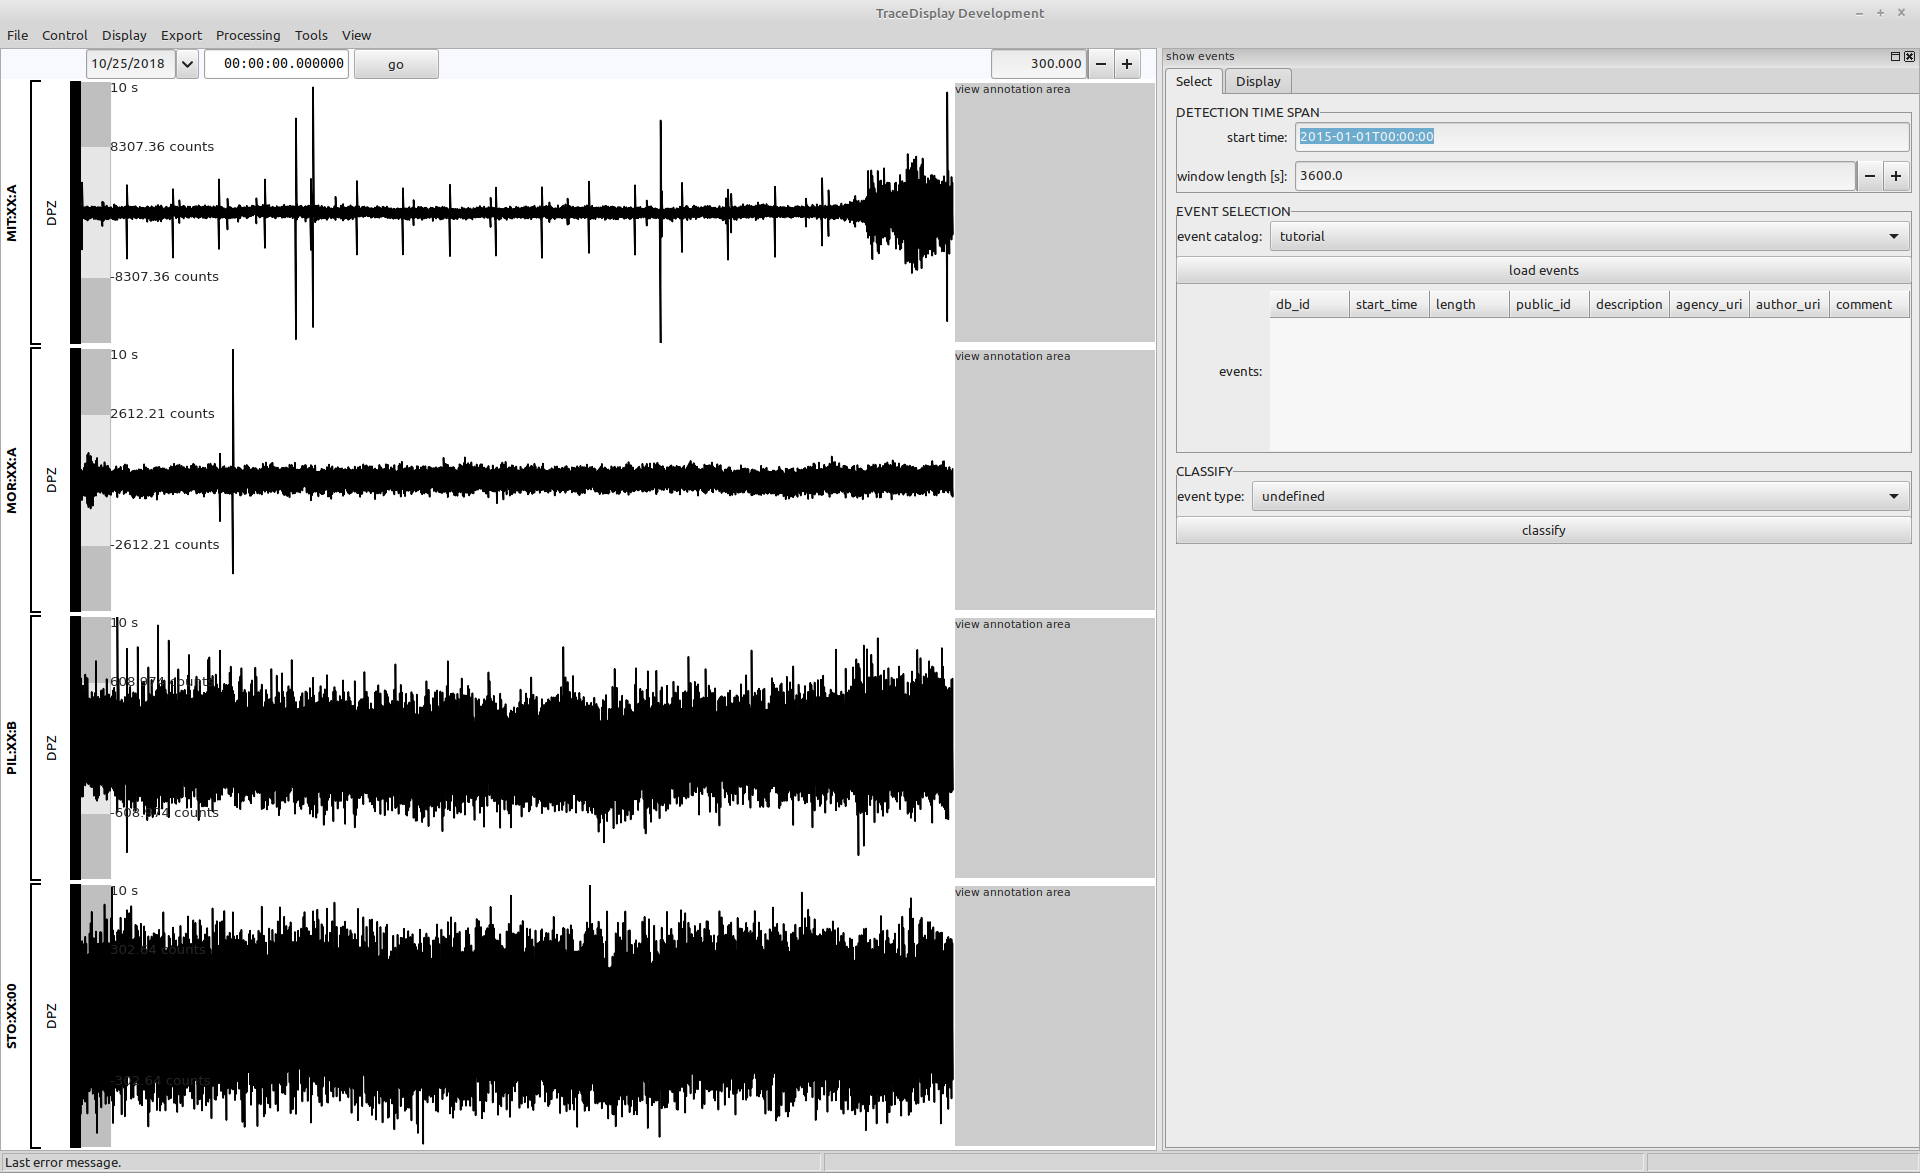 TraceDisplay Development
File Control Display Export Processing Tools View
10/25/2018 00:00:00.000000 go 300.000
10 s
8307.36 counts
-8307.36 counts
MIT:XX:A
DPZ
view annotation area
10 s
2612.21 counts
-2612.21 counts
MOR:XX:A
DPZ
view annotation area
10 s
608.974 counts
-608.974 counts
PIL:XX:B
DPZ
view annotation area
10 s
302.64 counts
-302.64 counts
STO:XX:00
DPZ
view annotation area
show events
Select Display
DETECTION TIME SPAN
start time: 2015-01-01T00:00:00
window length [s]: 3600.0
EVENT SELECTION
event catalog: tutorial
load events
db_id start_time length public_id description agency_uri author_uri comment
events:
CLASSIFY
event type: undefined
classify
Last error message.